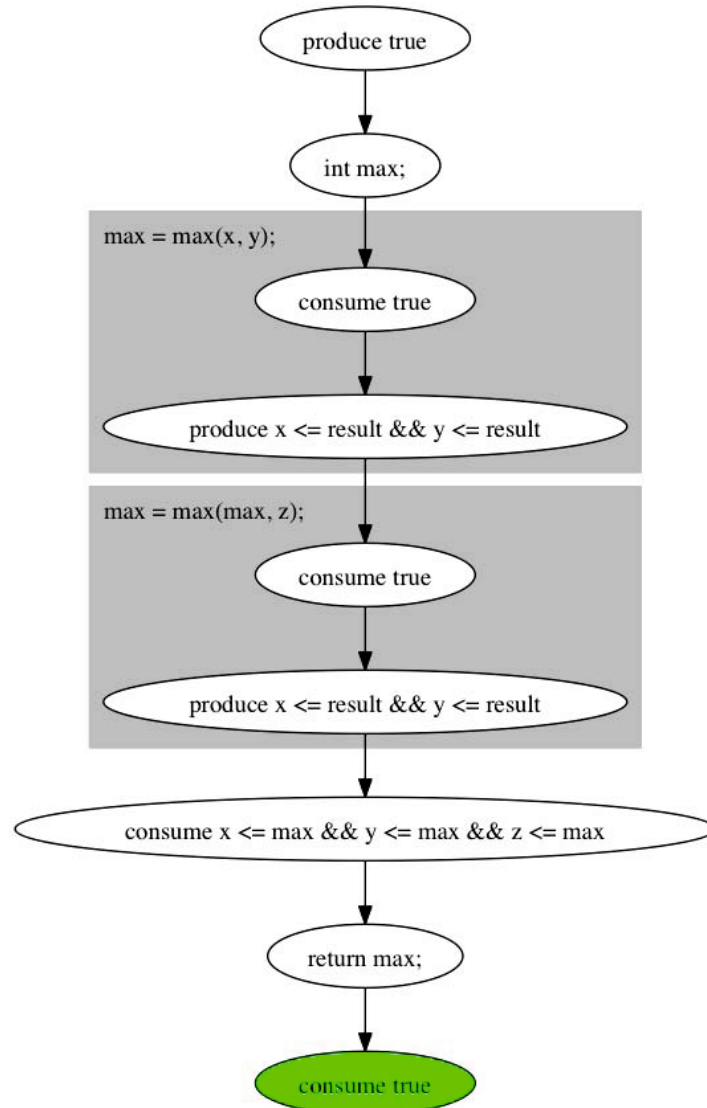 produce true
int max;
max = max(x, y);
consume true
produce x <= result && y <= result
max = max(max, z);
consume true
produce x <= result && y <= result
consume x <= max && y <= max && z <= max
return max;
consume true